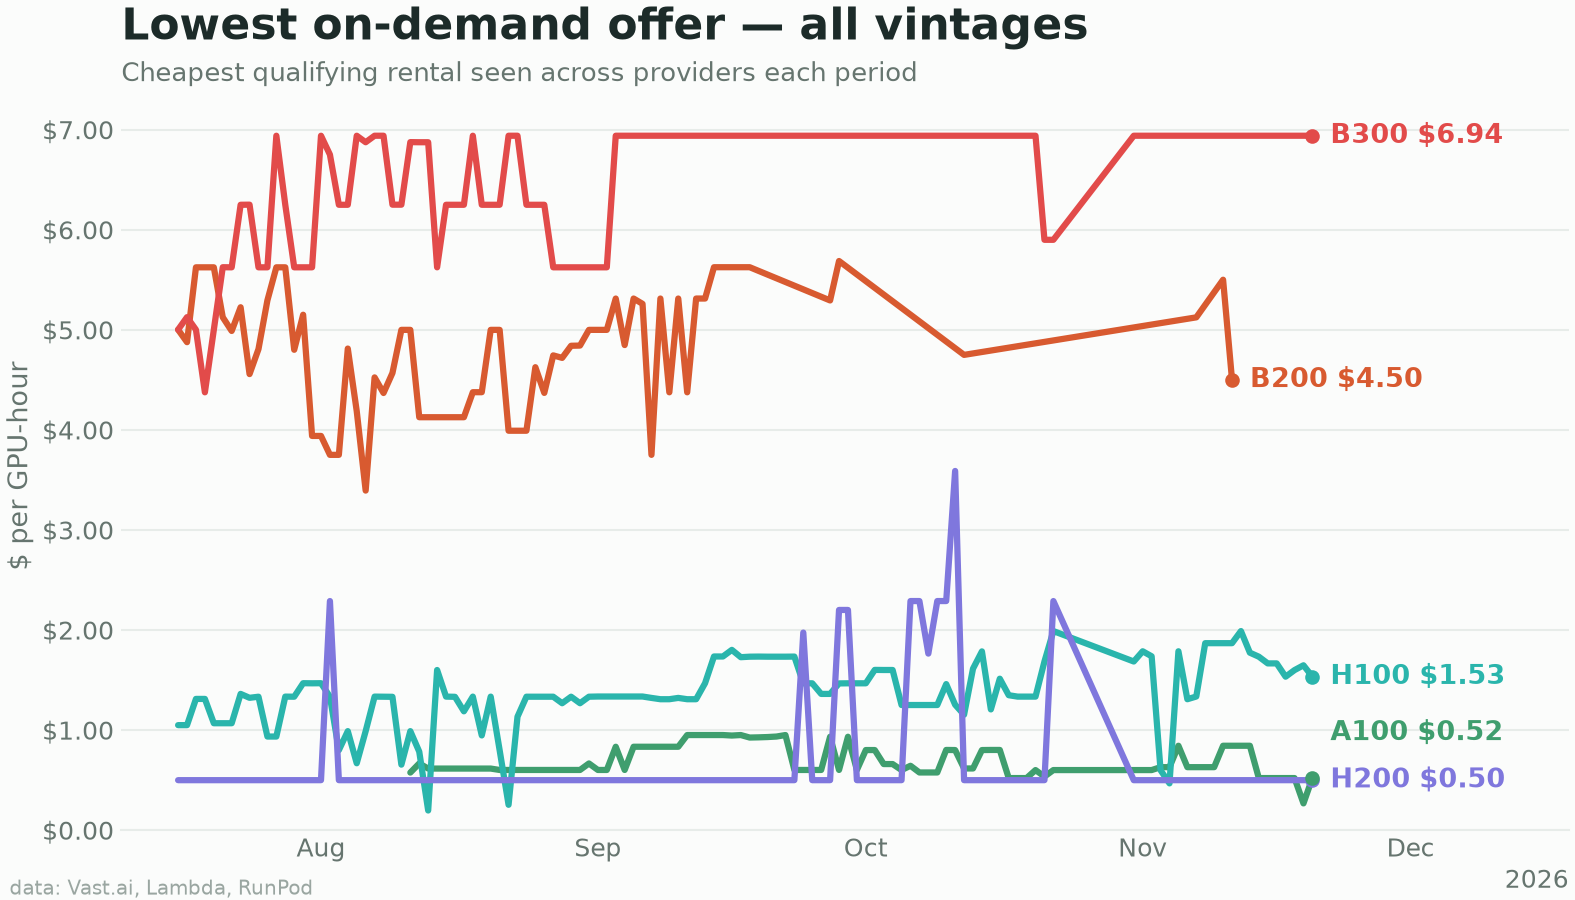 Lowest on-demand offer — all vintages
Cheapest qualifying rental seen across providers each period
$ per GPU-hour
$7.00
$6.00
$5.00
$4.00
$3.00
$2.00
$1.00
$0.00
B300 $6.94
B200 $4.50
H100 $1.53
A100 $0.52
H200 $0.50
Aug
Sep
Oct
Nov
Dec
2026
data: Vast.ai, Lambda, RunPod